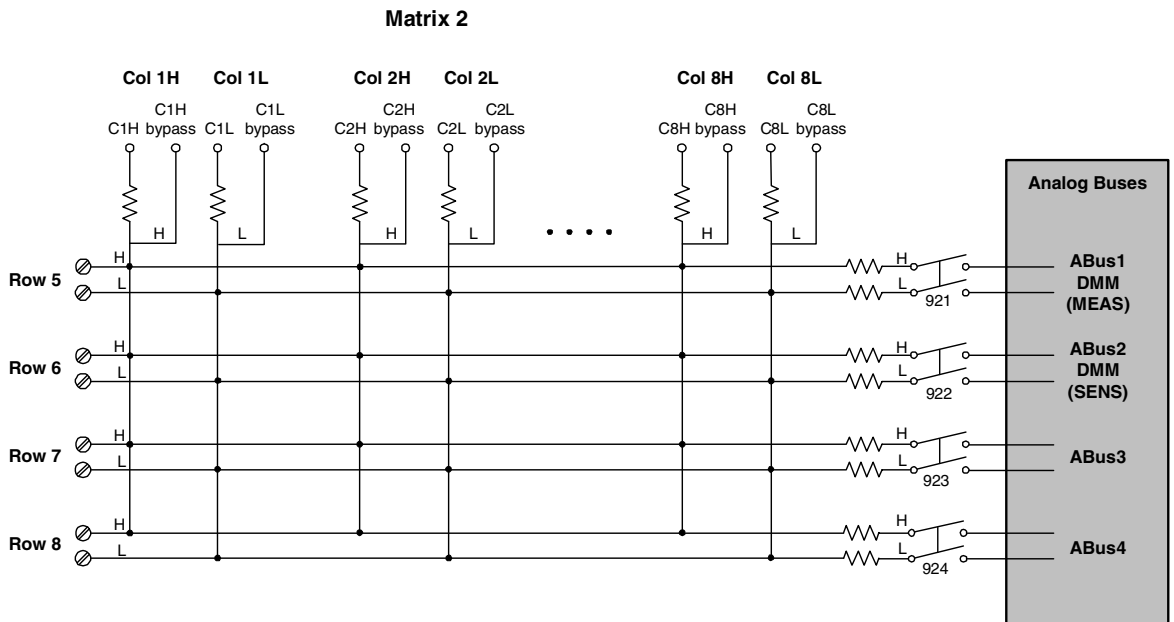 Matrix 2
Col 1H Col 1L Col 2H Col 2L Col 8H Col 8L
C1H C1L C2H C2L C8H C8L
C1H bypass C1L bypass C2H bypass C2L bypass C8H bypass C8L bypass
H L H L H L
Analog Buses
Row 5
H
L
H
L
921
ABus1
DMM
(MEAS)
Row 6
H
L
H
L
922
ABus2
DMM
(SENS)
Row 7
H
L
H
L
923
ABus3
Row 8
H
L
H
L
924
ABus4